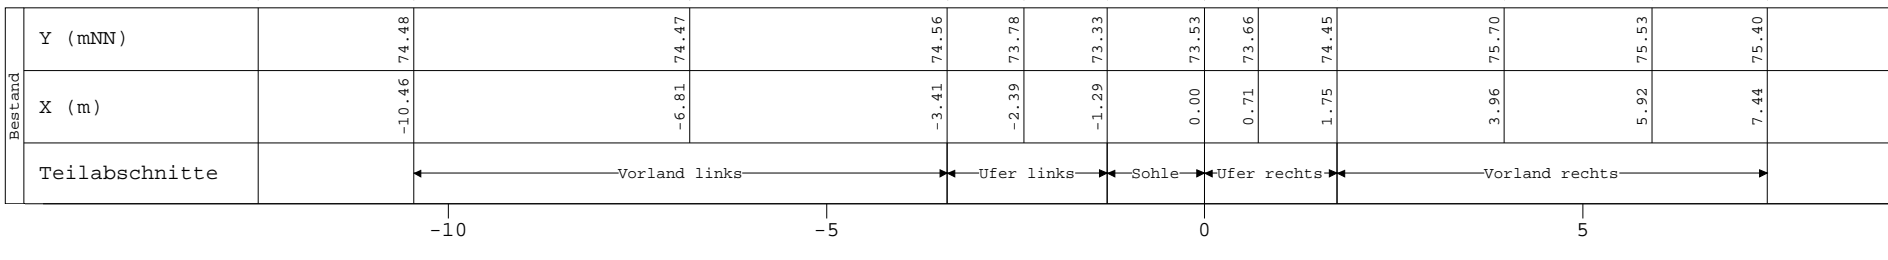 Bestand
Y (mNN) 74.48 74.47 74.56 73.78 73.33 73.53 73.66 74.45 75.70 75.53 75.40
X (m) -10.46 -6.81 -3.41 -2.39 -1.29 0.00 0.71 1.75 3.96 5.92 7.44
Teilabschnitte Vorland links Ufer links Sohle Ufer rechts Vorland rechts
-10 -5 0 5